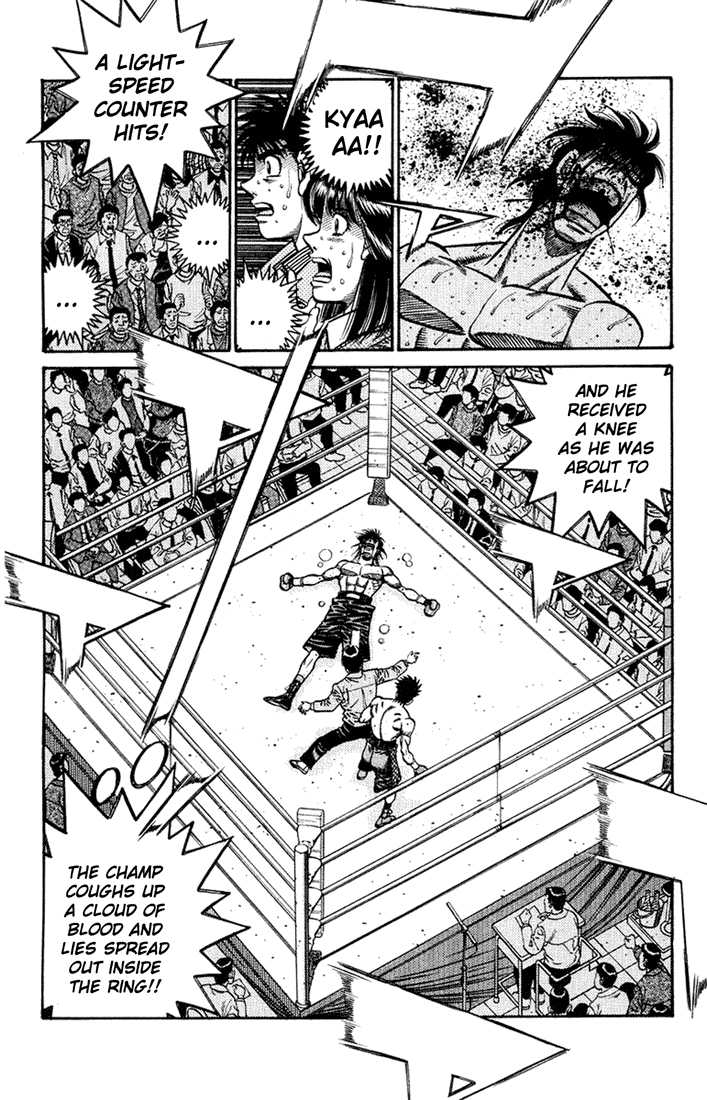 A LIGHT-
SPEED
COUNTER
HITS!
...
...
KYAA
AA!!
...
AND HE
RECEIVED
A KNEE
AS HE WAS
ABOUT TO
FALL!
THE CHAMP
COUGHS UP
A CLOUD OF
BLOOD AND
LIES SPREAD
OUT INSIDE
THE RING!!